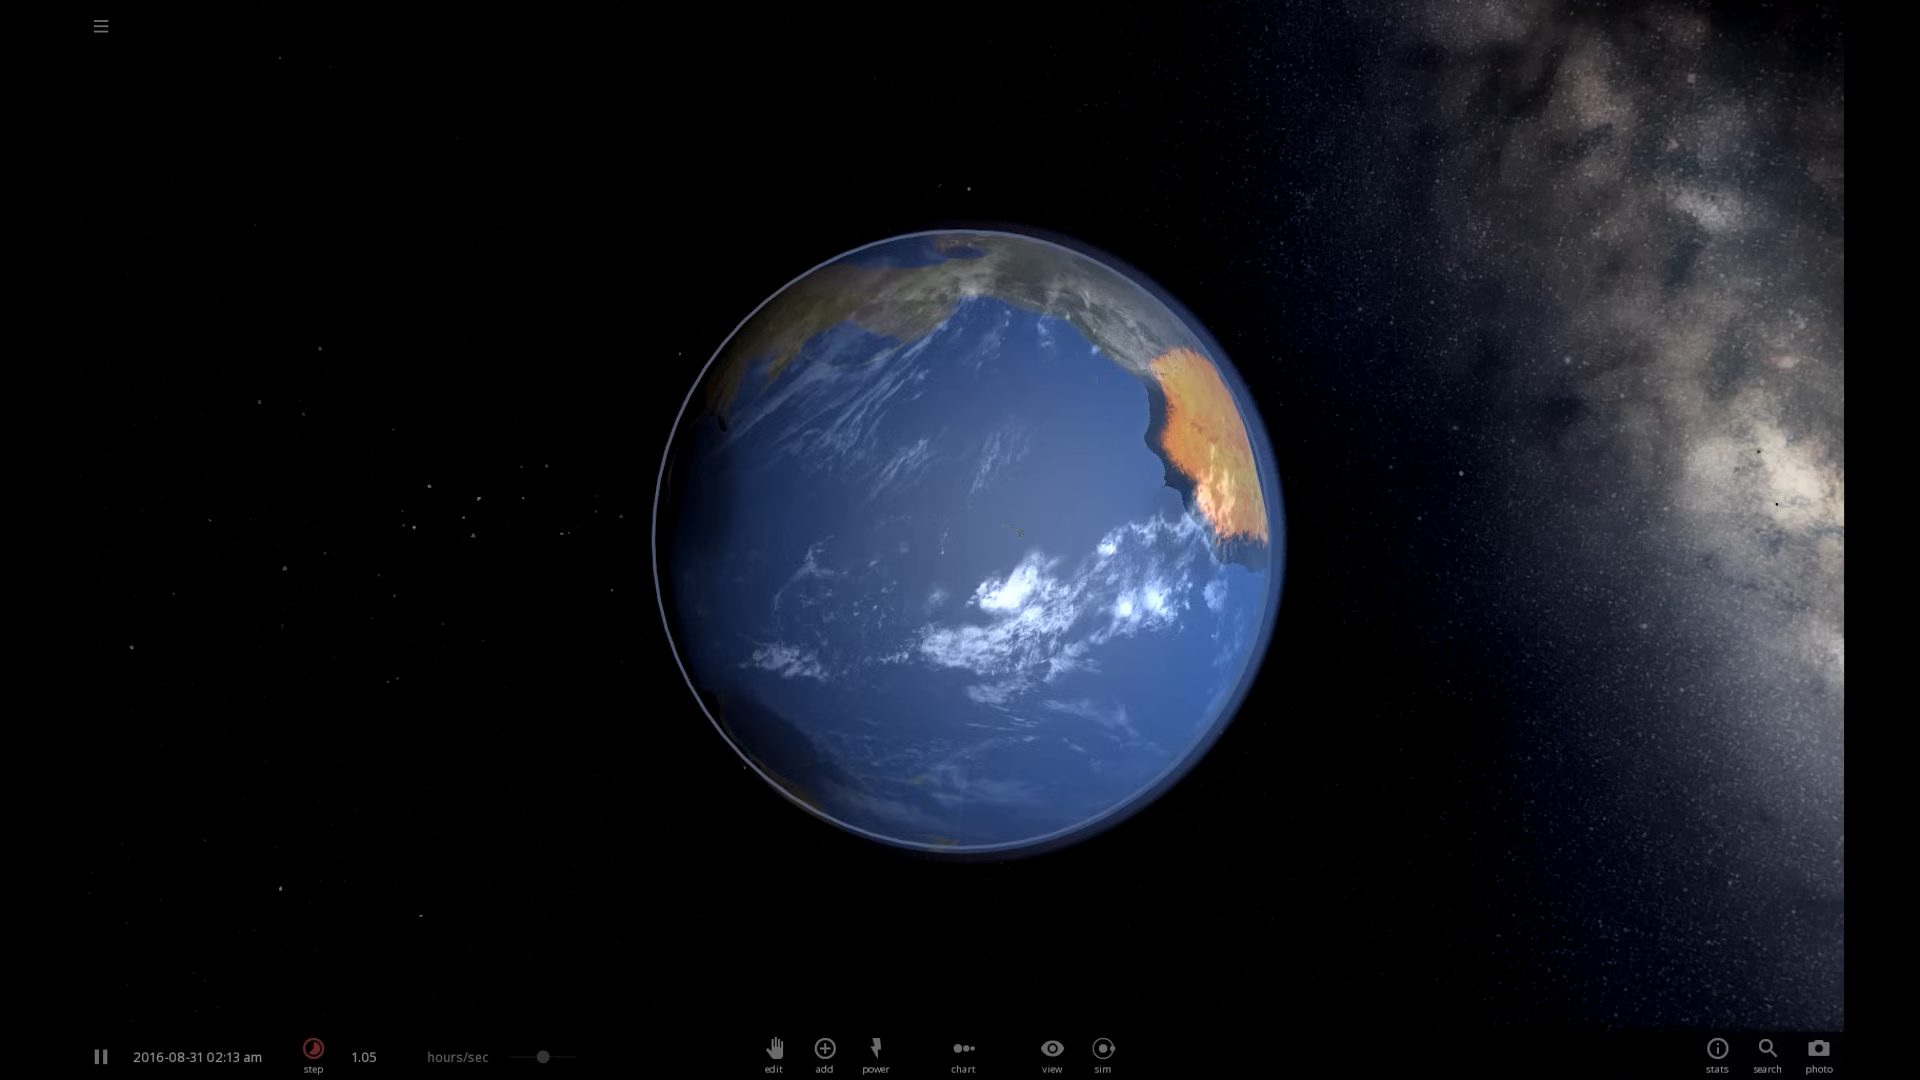 2016-08-31 02:13 am
step
1.05
hours/sec
edit
add
power
chart
view
sim
stats
search
photo